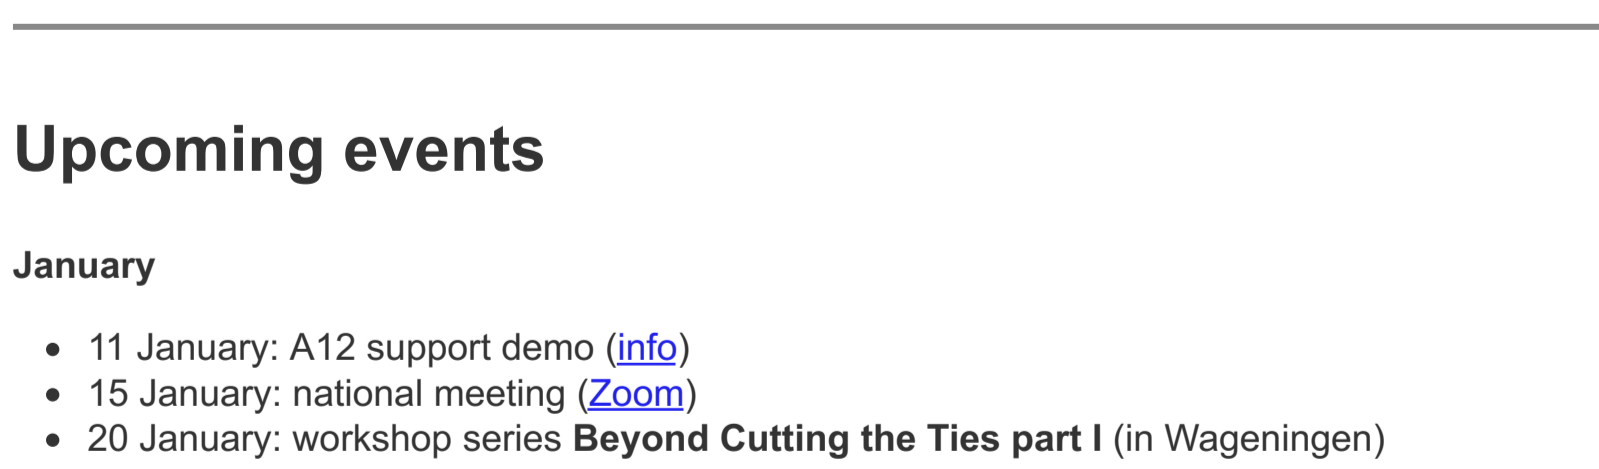 Upcoming events
January
• 11 January: A12 support demo (info)
• 15 January: national meeting (Zoom)
• 20 January: workshop series Beyond Cutting the Ties part I (in Wageningen)